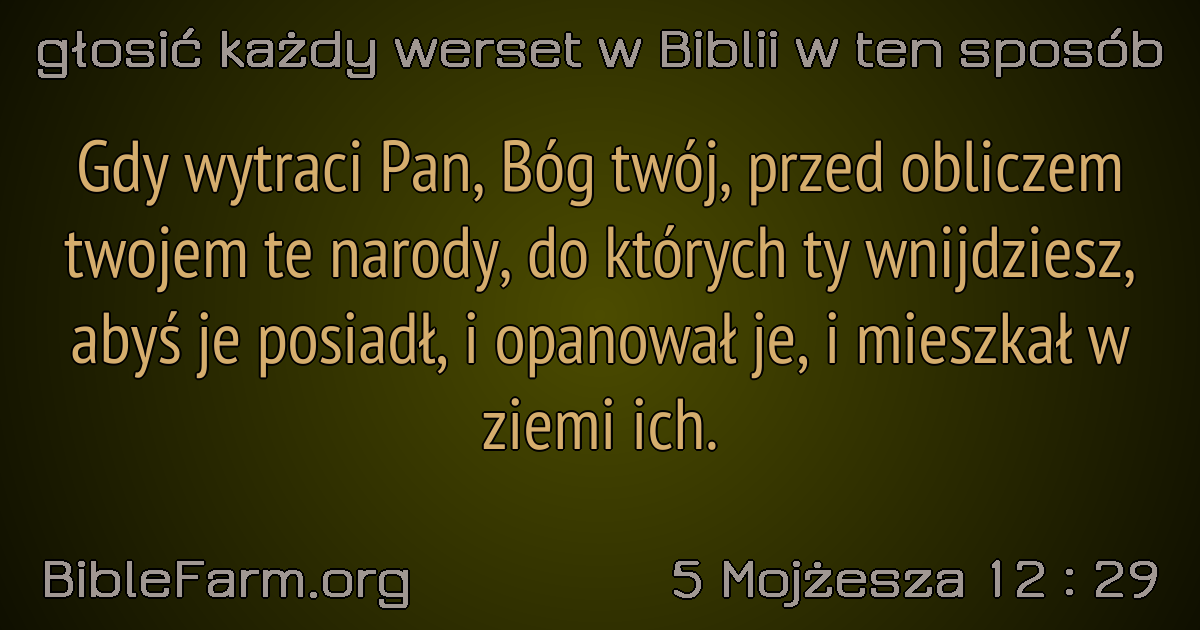 głosić każdy werset w Biblii w ten sposób
Gdy wytraci Pan, Bóg twój, przed obliczem
twojem te narody, do których ty wnijdziesz,
abyś je posiadł, i opanował je, i mieszkał w
ziemi ich.
BibleFarm.org
5 Mojżesza 12 : 29